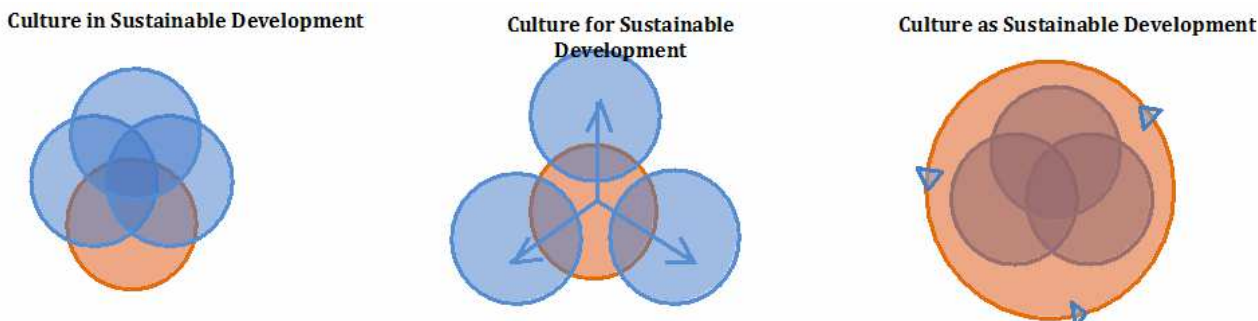 Culture in Sustainable Development
Culture for Sustainable
Development
Culture as Sustainable Development